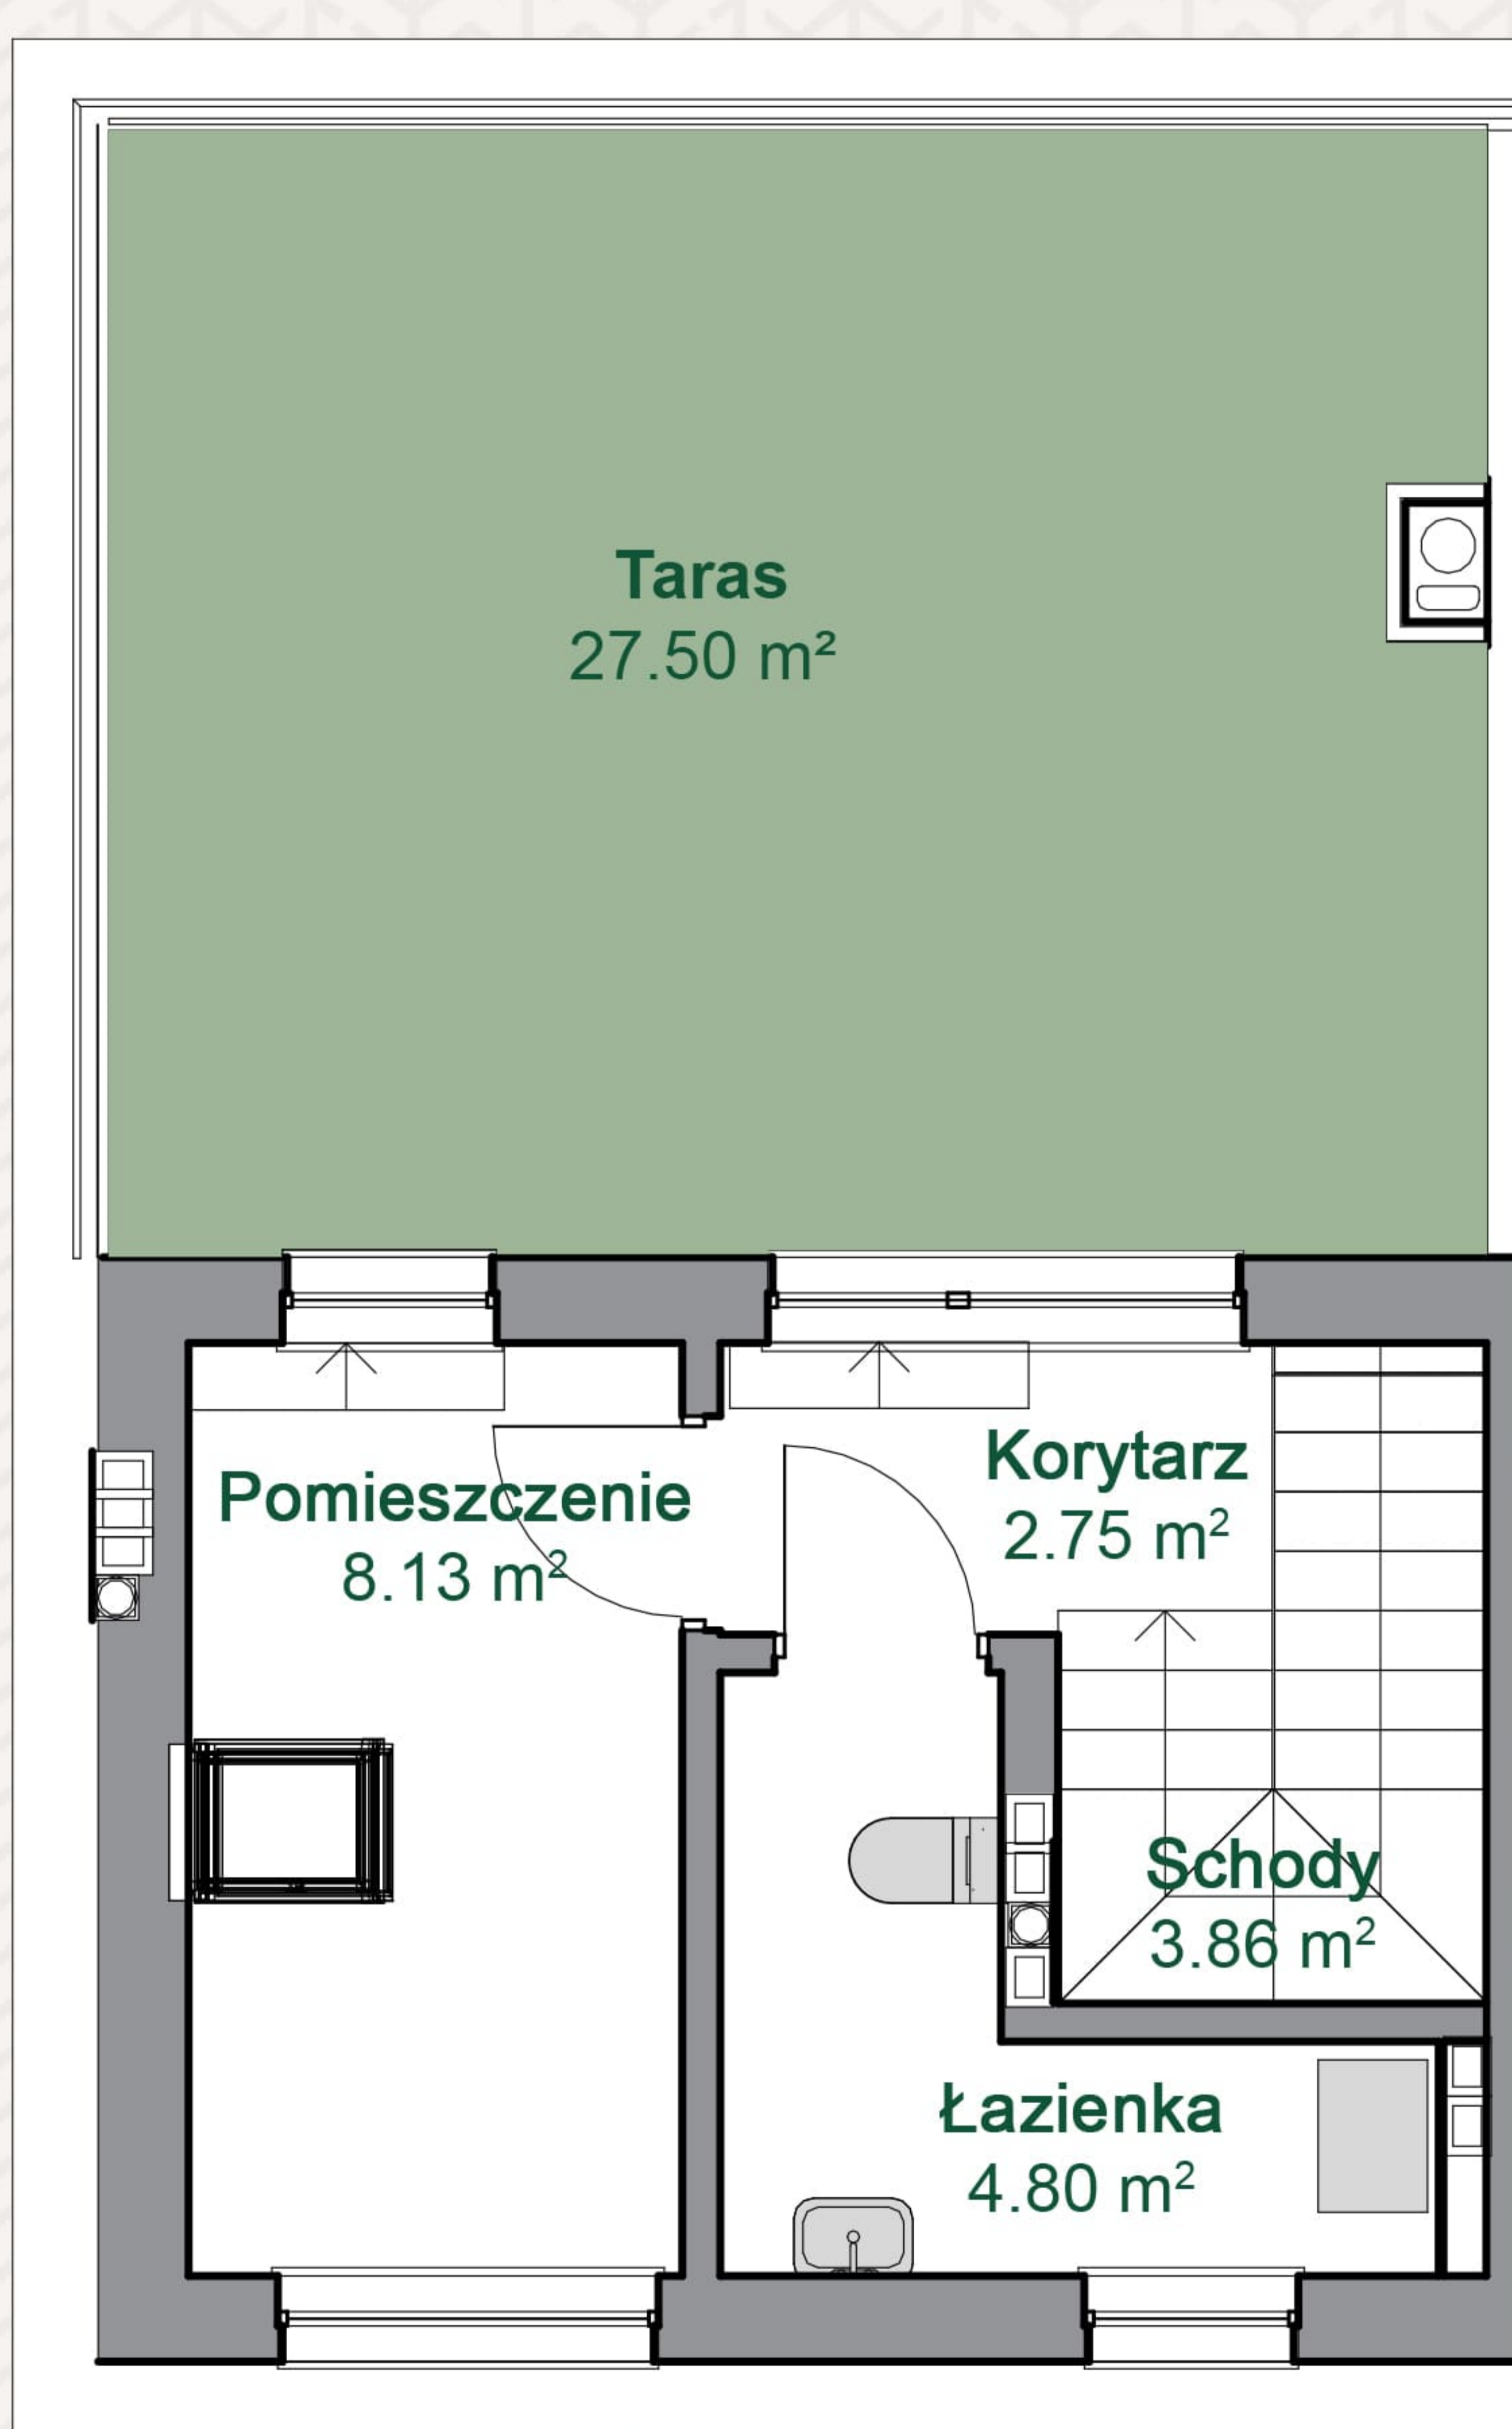 Taras
27.50 m²
Pomieszczenie
8.13 m²
Korytarz
2.75 m²
Schody
3.86 m²
Łazienka
4.80 m²